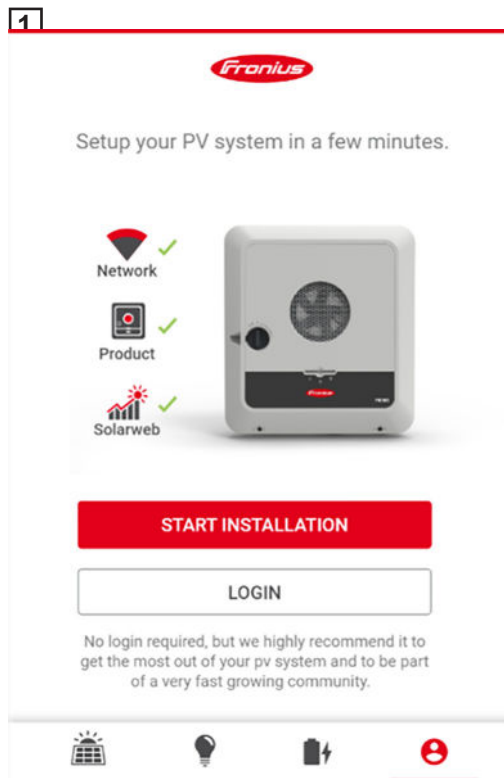 1
Fronius
Setup your PV system in a few minutes.
Network
Product
Solarweb
Fronius
START INSTALLATION
LOGIN
No login required, but we highly recommend it to
get the most out of your pv system and to be part
of a very fast growing community.